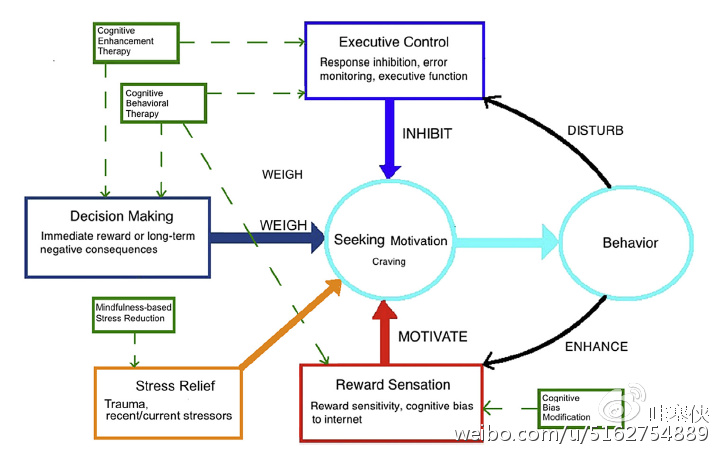 Cognitive
Enhancement
Therapy
Executive Control
Response inhibition, error
monitoring, executive function
Cognitive
Behavioral
Therapy
INHIBIT
DISTURB
WEIGH
Decision Making
Immediate reward or long-term
negative consequences
WEIGH
Seeking Motivation
Craving
Behavior
Mindfulness-based
Stress Reduction
MOTIVATE
ENHANCE
Stress Relief
Trauma,
recent/current stressors
Reward Sensation
Reward sensitivity, cognitive bias
to internet
Cognitive
Bias
Modification
weibo.com/u/5162754889